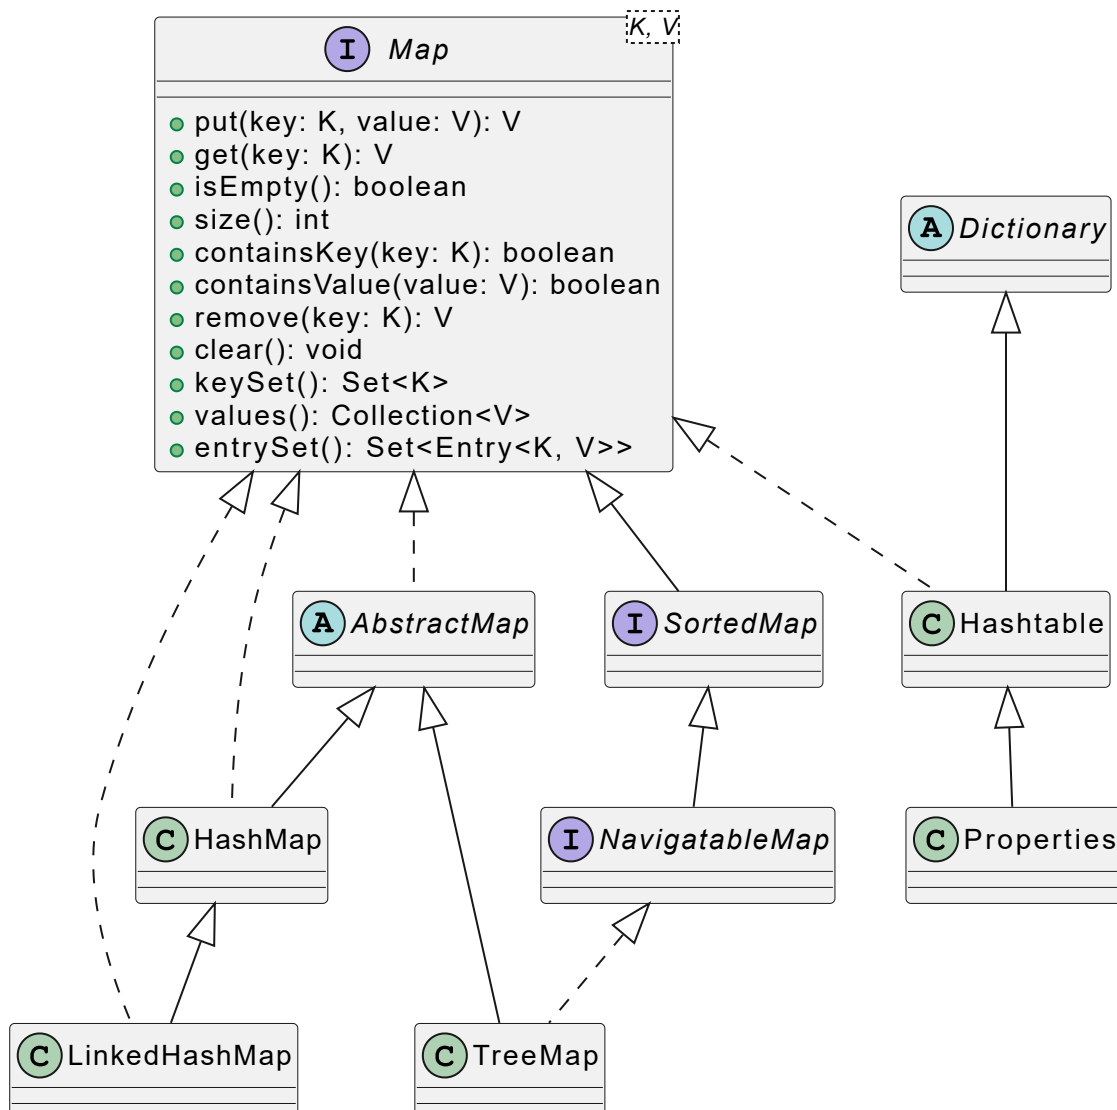 K, V
I Map
put(key: K, value: V): V
get(key: K): V
isEmpty(): boolean
size(): int
containsKey(key: K): boolean
containsValue(value: V): boolean
remove(key: K): V
clear(): void
keySet(): Set<K>
values(): Collection<V>
entrySet(): Set<Entry<K, V>>
A Dictionary
A AbstractMap
I SortedMap
C Hashtable
C HashMap
I NavigatableMap
C Properties
C LinkedHashMap
C TreeMap